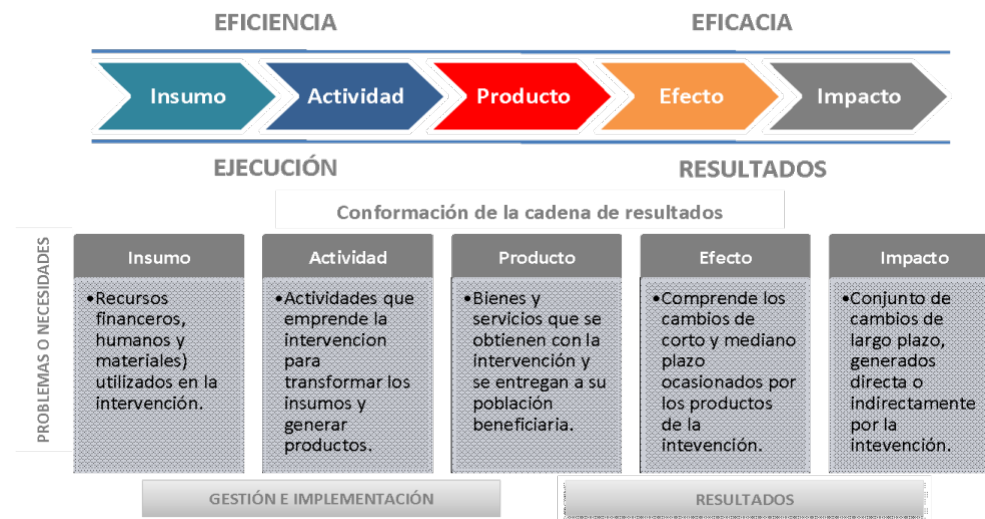 EFICIENCIA
EFICACIA
Insumo
Actividad
Producto
Efecto
Impacto
EJECUCIÓN
RESULTADOS
Conformación de la cadena de resultados
PROBLEMAS O NECESIDADES
Insumo
•Recursos
financeros,
humanos y
materiales)
utilizados en la
intervención.
Actividad
•Actividades que
emprende la
intervencion
para
transformar los
insumos y
generar
productos.
Producto
•Bienes y
servicios que se
obtienen con la
intervención y
se entregan a su
población
beneficiaria.
Efecto
•Comprende los
cambios de
corto y mediano
plazo
ocasionados por
los productos
de la
intevención.
Impacto
•Conjunto de
cambios de
largo plazo,
generados
directa o
indirectamente
por la
intevención.
GESTIÓN E IMPLEMENTACIÓN
RESULTADOS